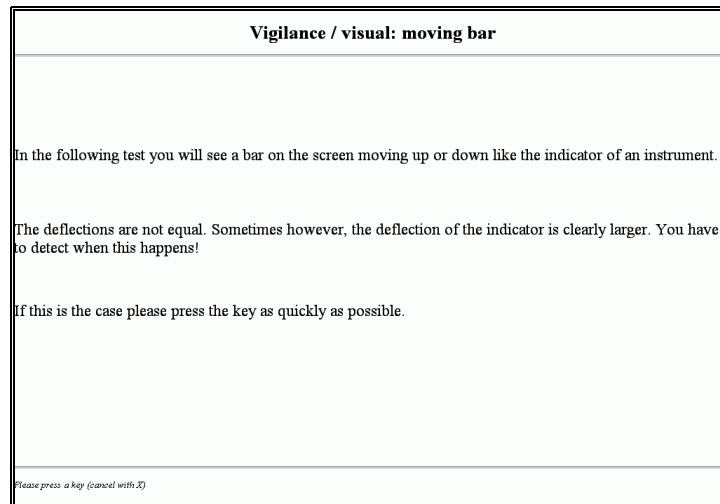 Vigilance / visual: moving bar
In the following test you will see a bar on the screen moving up or down like the indicator of an instrument.
The deflections are not equal. Sometimes however, the deflection of the indicator is clearly larger. You have
to detect when this happens!
If this is the case please press the key as quickly as possible.
Please press a key (cancel with X)